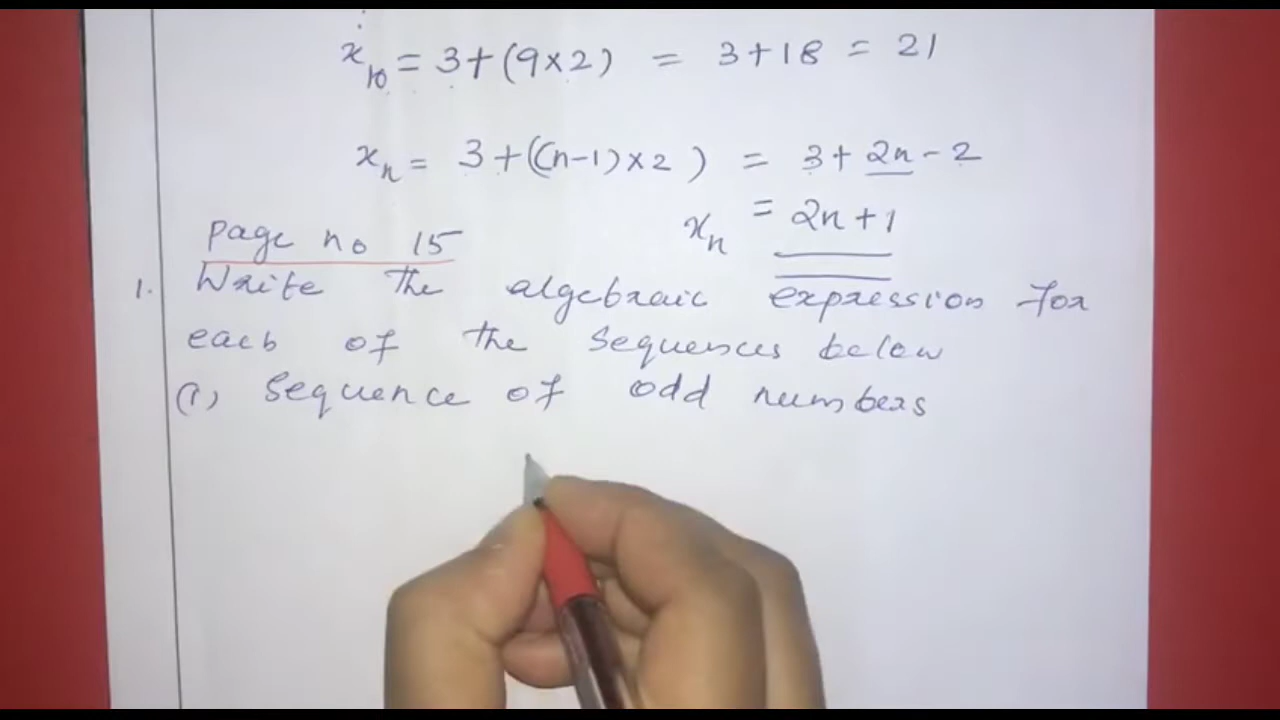 ⋮
x₁₀ = 3+(9×2) = 3+18 = 21
xₙ = 3+((n-1)×2) = 3+2n-2
xₙ = 2n+1
page no 15
1. Write the algebraic expression for
each of the sequences below
(1) Sequence of odd numbers